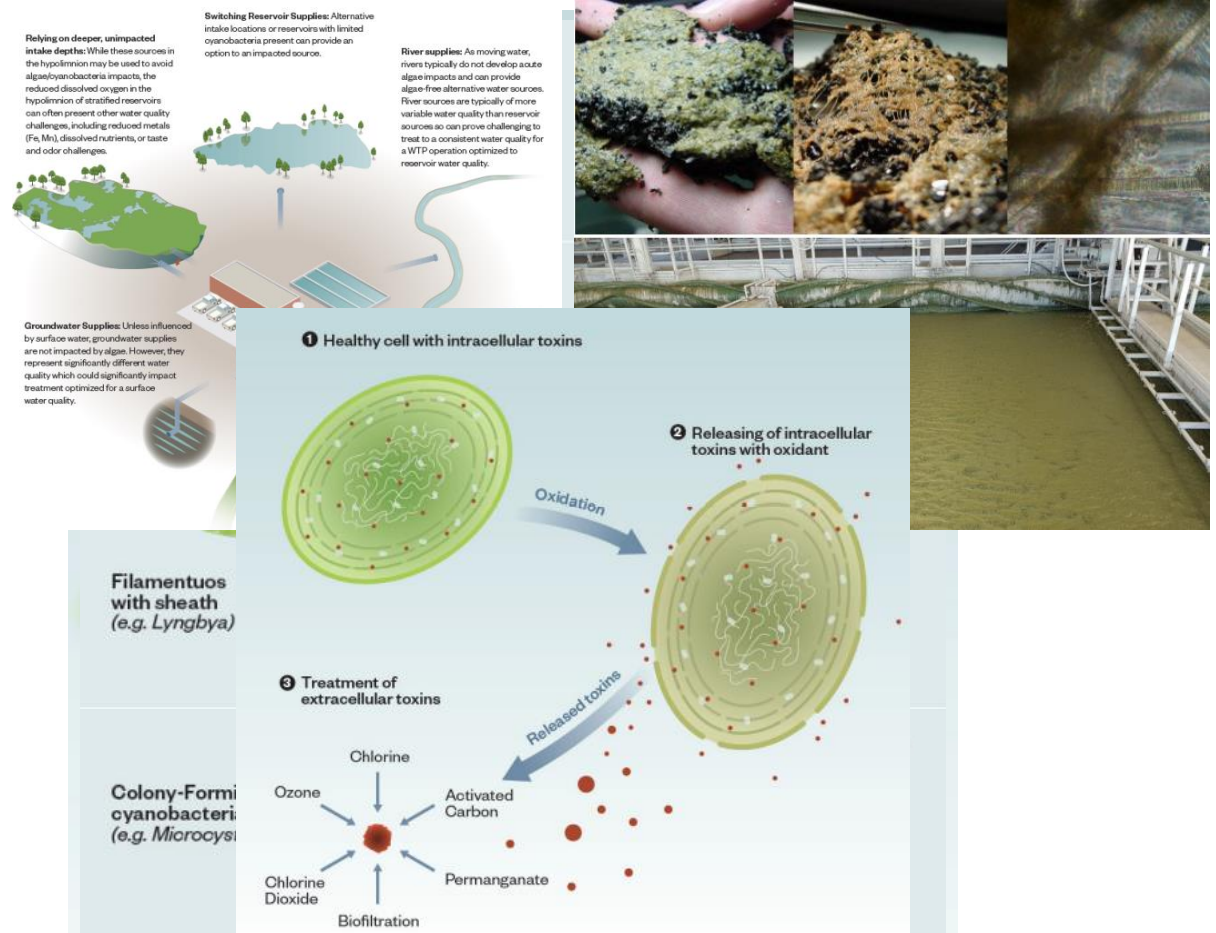 Relying on deeper, unimpacted
intake depths: While these sources in
the hypolimnion may be used to avoid
algae/cyanobacteria impacts, the
reduced dissolved oxygen in the
hypolimnion of stratified reservoirs
can often present other water quality
challenges, including reduced metals
(Fe, Mn), dissolved nutrients, or taste
and odor challenges.
Switching Reservoir Supplies: Alternative
intake locations or reservoirs with limited
cyanobacteria present can provide an
option to an impacted source.
River supplies: As moving water,
rivers typically do not develop acute
algae impacts and can provide
algae-free alternative water sources.
River sources are typically of more
variable water quality than reservoir
sources so can prove challenging to
treat to a consistent water quality for
a WTP operation optimized to
reservoir water quality.
Groundwater Supplies: Unless influenced
by surface water, groundwater supplies
are not impacted by algae. However, they
represent significantly different water
quality which could significantly impact
treatment optimized for a surface
water quality.
1 Healthy cell with intracellular toxins
Oxidation
2 Releasing of intracellular
toxins with oxidant
Released toxins
3 Treatment of
extracellular toxins
Chlorine
Ozone
Activated
Carbon
Chlorine
Dioxide
Permanganate
Biofiltration
Filamentuos
with sheath
(e.g. Lyngbya)
Colony-Formi
cyanobacteria
(e.g. Microcyst